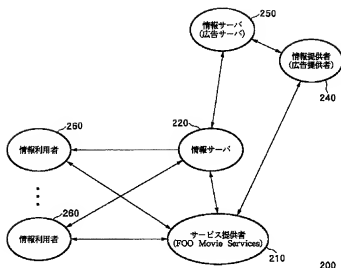 250
情報サーバ
(広告サーバ)
情報提供者
(広告提供者)
240
260
情報利用者
220
情報サーバ
260
情報利用者
サービス提供者
(FOO Movie Services)
210
200